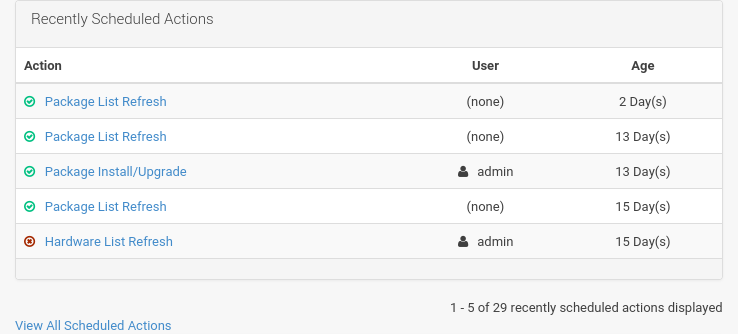 Recently Scheduled Actions
Action User Age
Package List Refresh (none) 2 Day(s)
Package List Refresh (none) 13 Day(s)
Package Install/Upgrade admin 13 Day(s)
Package List Refresh (none) 15 Day(s)
Hardware List Refresh admin 15 Day(s)
1 - 5 of 29 recently scheduled actions displayed
View All Scheduled Actions